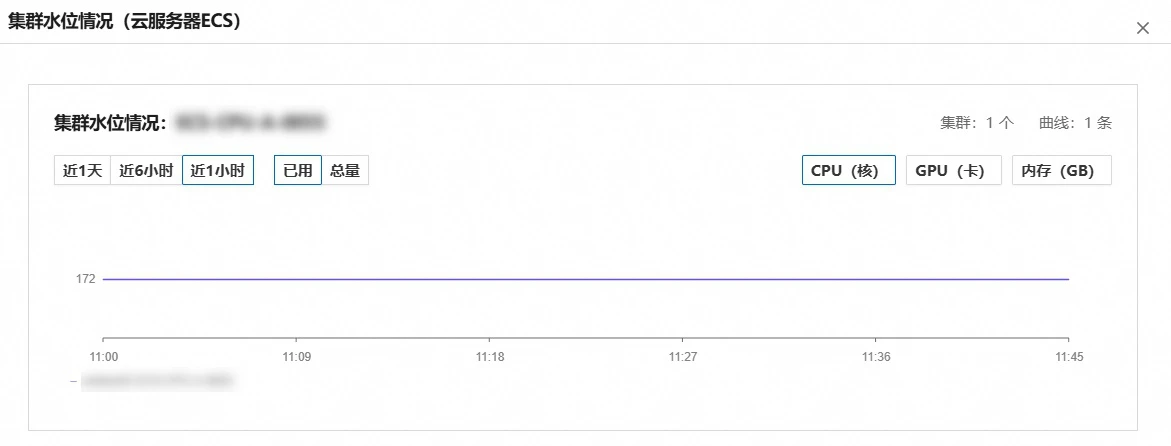 集群水位情况（云服务器ECS）
集群水位情况：
集群：1 个 曲线：1 条
近1天 近6小时 近1小时 已用 总量 CPU（核） GPU（卡） 内存（GB）
172
11:00 11:09 11:18 11:27 11:36 11:45